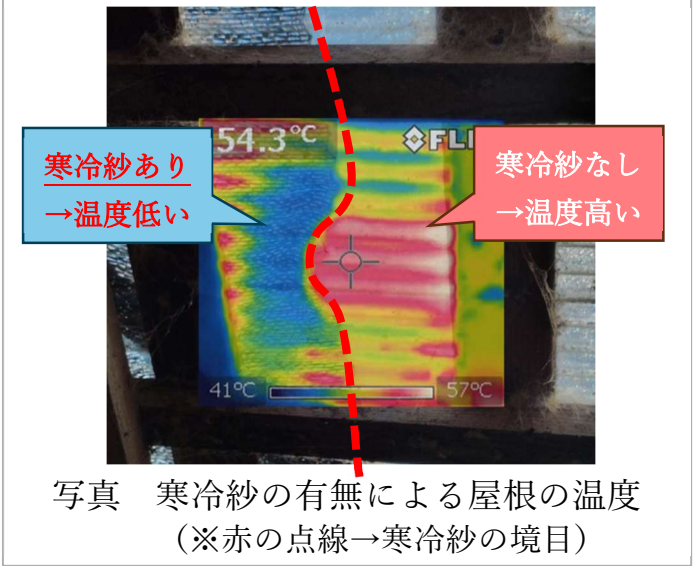 54.3℃
FLI
寒冷紗あり
→温度低い
寒冷紗なし
→温度高い
41℃
57℃
写真　寒冷紗の有無による屋根の温度
（※赤の点線→寒冷紗の境目）